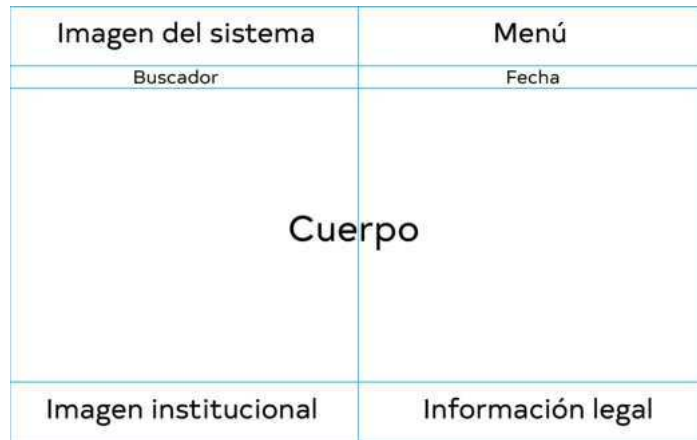 Imagen del sistema Menú
Buscador Fecha
Cuerpo
Imagen institucional Información legal